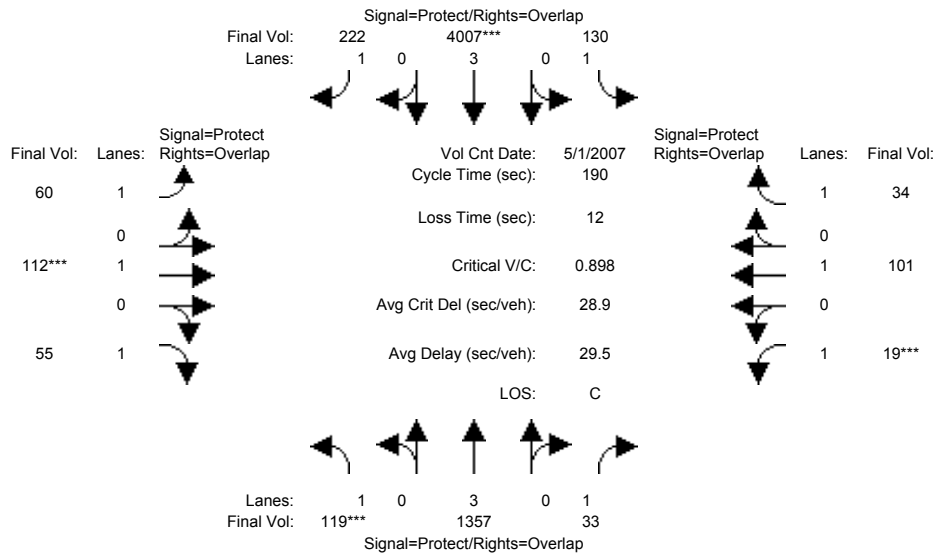 Signal=Protect/Rights=Overlap
Final Vol: 222 4007*** 130
Lanes: 1 0 3 0 1
Signal=Protect
Rights=Overlap
Final Vol: Lanes:
Vol Cnt Date: 5/1/2007
Signal=Protect
Rights=Overlap
Lanes: Final Vol:
Cycle Time (sec): 190
60 1
1 34
Loss Time (sec): 12
0
0
112*** 1
Critical V/C: 0.898
1 101
0
Avg Crit Del (sec/veh): 28.9
0
55 1
Avg Delay (sec/veh): 29.5
1 19***
LOS: C
Lanes: 1 0 3 0 1
Final Vol: 119*** 1357 33
Signal=Protect/Rights=Overlap